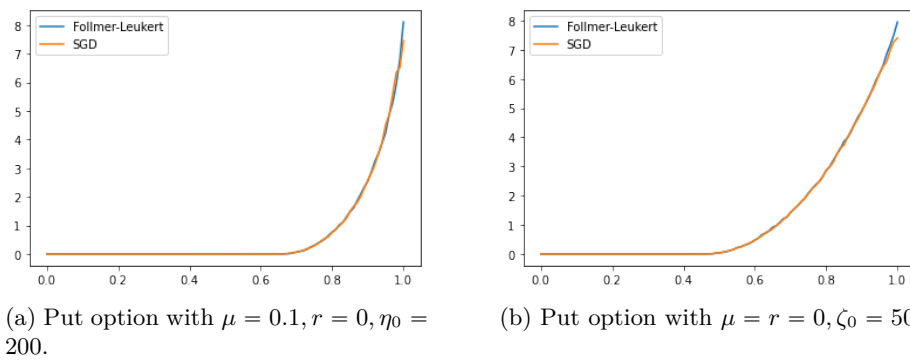 Follmer-Leukert
SGD
8
7
6
5
4
3
2
1
0
0.0 0.2 0.4 0.6 0.8 1.0
(a) Put option with μ = 0.1, r = 0, η₀ =
200.
Follmer-Leukert
SGD
8
7
6
5
4
3
2
1
0
0.0 0.2 0.4 0.6 0.8 1.0
(b) Put option with μ = r = 0, ζ₀ = 50